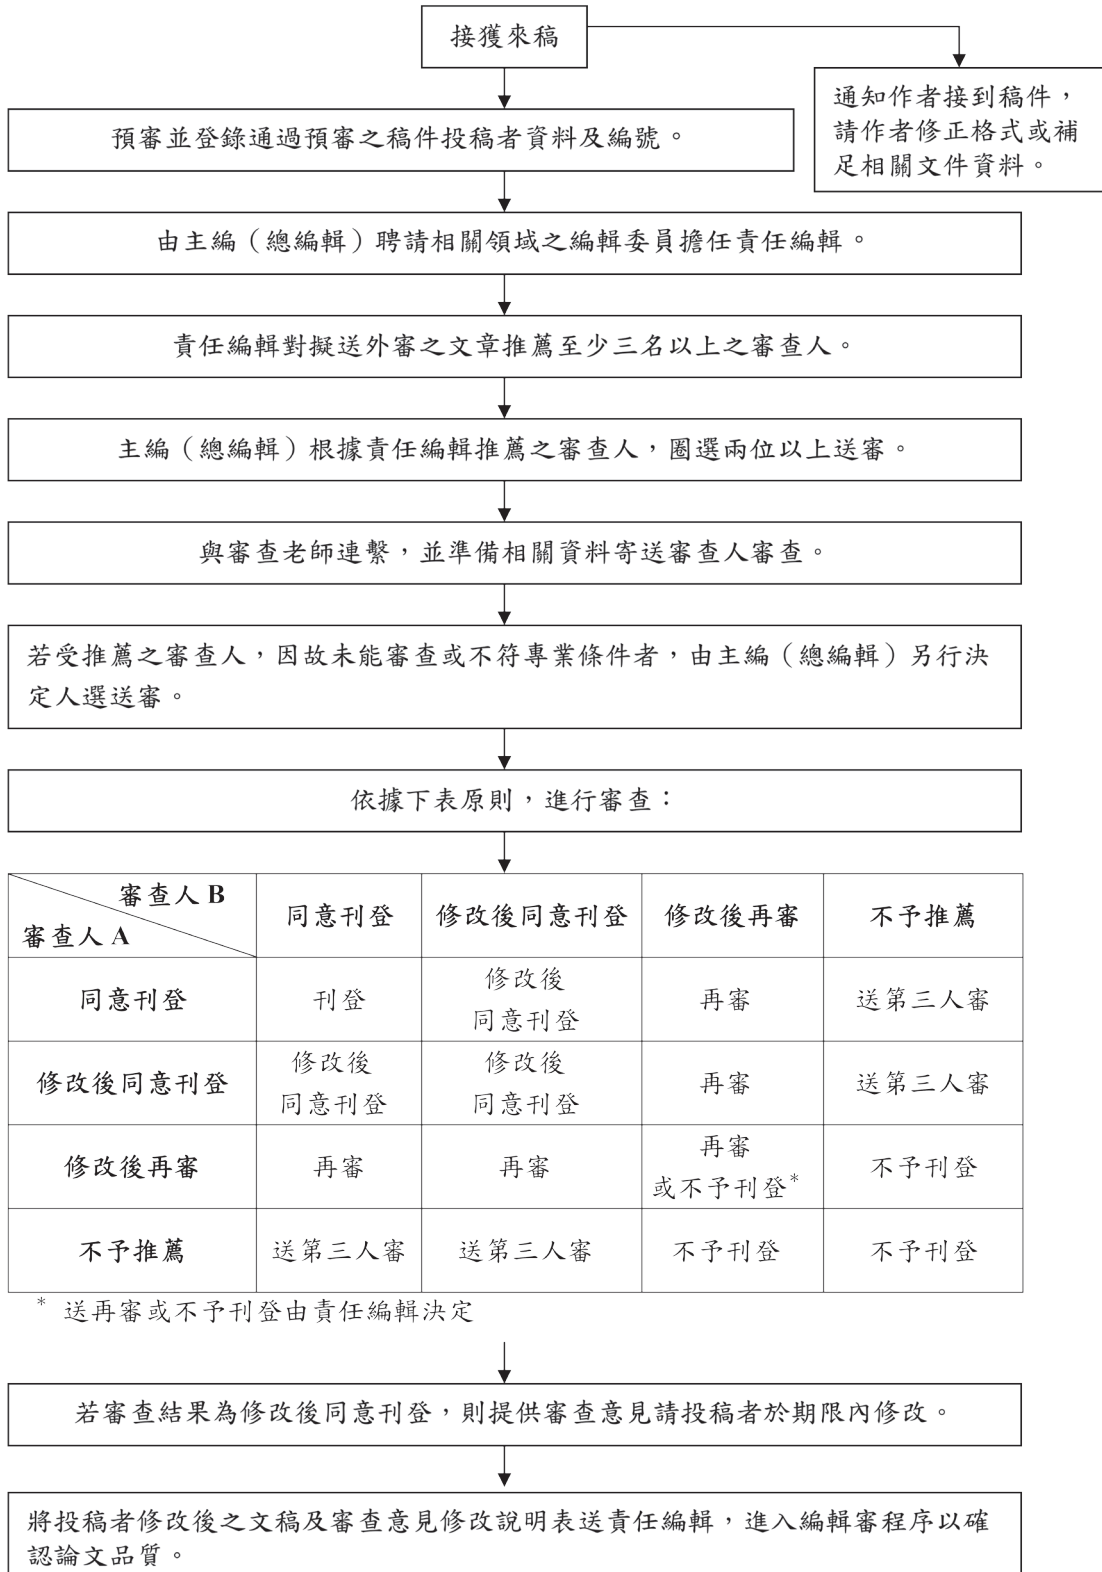 接獲來稿
通知作者接到稿件，
請作者修正格式或補
足相關文件資料。
預審並登錄通過預審之稿件投稿者資料及編號。
由主編（總編輯）聘請相關領域之編輯委員擔任責任編輯。
責任編輯對擬送外審之文章推薦至少三名以上之審查人。
主編（總編輯）根據責任編輯推薦之審查人，圈選兩位以上送審。
與審查老師連繫，並準備相關資料寄送審查人審查。
若受推薦之審查人，因故未能審查或不符專業條件者，由主編（總編輯）另行決
定人選送審。
依據下表原則，進行審查：
審查人 B
審查人 A
同意刊登
修改後同意刊登
修改後再審
不予推薦
同意刊登
刊登
修改後
同意刊登
再審
送第三人審
修改後同意刊登
修改後
同意刊登
修改後
同意刊登
再審
送第三人審
修改後再審
再審
再審
再審
或不予刊登*
不予刊登
不予推薦
送第三人審
送第三人審
不予刊登
不予刊登
* 送再審或不予刊登由責任編輯決定
若審查結果為修改後同意刊登，則提供審查意見請投稿者於期限內修改。
將投稿者修改後之文稿及審查意見修改說明表送責任編輯，進入編輯審程序以確
認論文品質。